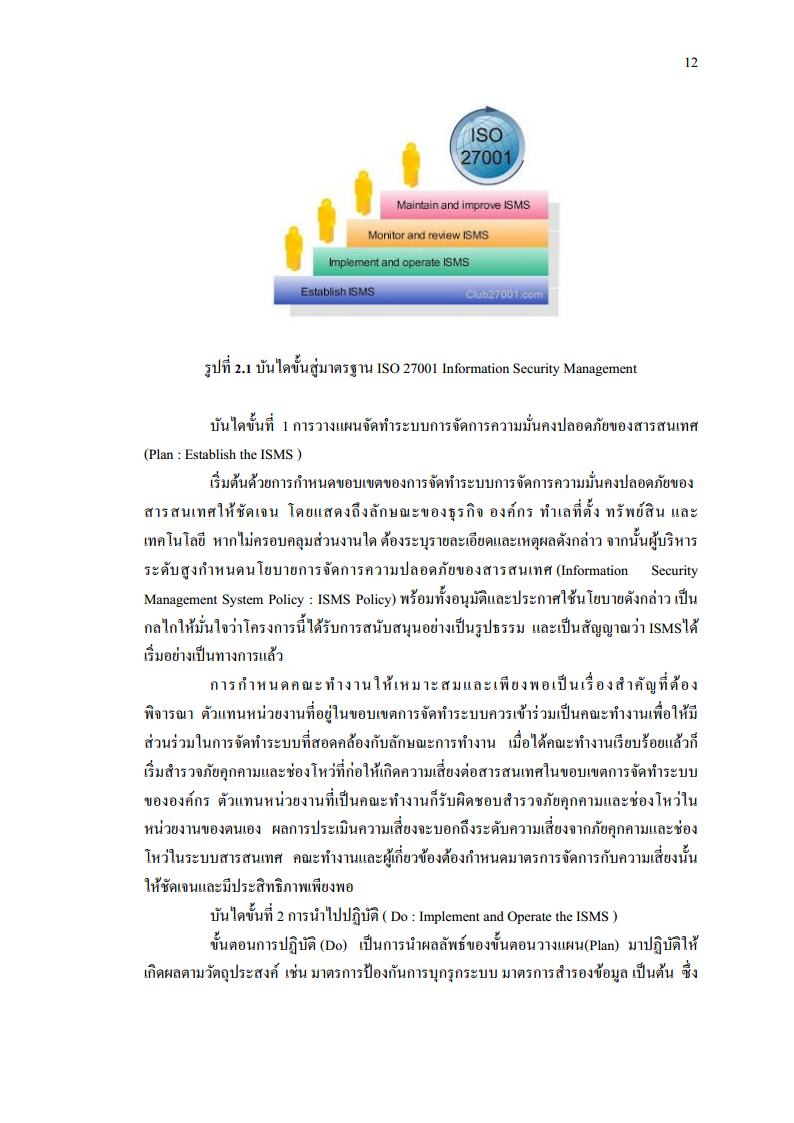 12
ISO
27001
Maintain and improve ISMS
Monitor and review ISMS
Implement and operate ISMS
Establish ISMS
Club27001.com
รูปที่ 2.1 บันไดขั้นสู่มาตรฐาน ISO 27001 Information Security Management
บันไดขั้นที่ 1 การวางแผนจัดทำระบบการจัดการความมั่นคงปลอดภัยของสารสนเทศ
(Plan : Establish the ISMS )
เริ่มต้นด้วยการกำหนดขอบเขตของการจัดทำระบบการจัดการความมั่นคงปลอดภัยของ
สารสนเทศให้ชัดเจน โดยแสดงถึงลักษณะของธุรกิจ องค์กร ทำเลที่ตั้ง ทรัพย์สิน และ
เทคโนโลยี หากไม่ครอบคลุมส่วนงานใด ต้องระบุรายละเอียดและเหตุผลดังกล่าว จากนั้นผู้บริหาร
ระดับสูงกำหนดนโยบายการจัดการความปลอดภัยของสารสนเทศ (Information Security
Management System Policy : ISMS Policy) พร้อมทั้งอนุมัติและประกาศใช้นโยบายดังกล่าว เป็น
กลไกให้มั่นใจว่าโครงการนี้ได้รับการสนับสนุนอย่างเป็นรูปธรรม และเป็นสัญญาณว่า ISMSได้
เริ่มอย่างเป็นทางการแล้ว
การกำหนดคณะทำงานให้เหมาะสมและเพียงพอเป็นเรื่องสำคัญที่ต้อง
พิจารณา ตัวแทนหน่วยงานที่อยู่ในขอบเขตการจัดทำระบบควรเข้าร่วมเป็นคณะทำงานเพื่อให้มี
ส่วนร่วมในการจัดทำระบบที่สอดคล้องกับลักษณะการทำงาน เมื่อได้คณะทำงานเรียบร้อยแล้วก็
เริ่มสำรวจภัยคุกคามและช่องโหว่ที่ก่อให้เกิดความเสี่ยงต่อสารสนเทศในขอบเขตการจัดทำระบบ
ขององค์กร ตัวแทนหน่วยงานที่เป็นคณะทำงานก็รับผิดชอบสำรวจภัยคุกคามและช่องโหว่ใน
หน่วยงานของตนเอง ผลการประเมินความเสี่ยงจะบอกถึงระดับความเสี่ยงจากภัยคุกคามและช่อง
โหว่ในระบบสารสนเทศ คณะทำงานและผู้เกี่ยวข้องต้องกำหนดมาตรการจัดการกับความเสี่ยงนั้น
ให้ชัดเจนและมีประสิทธิภาพเพียงพอ
บันไดขั้นที่ 2 การนำไปปฏิบัติ ( Do : Implement and Operate the ISMS )
ขั้นตอนการปฏิบัติ (Do) เป็นการนำผลลัพธ์ของขั้นตอนวางแผน(Plan) มาปฏิบัติให้
เกิดผลตามวัตถุประสงค์ เช่น มาตรการป้องกันการบุกรุกระบบ มาตรการสำรองข้อมูล เป็นต้น ซึ่ง